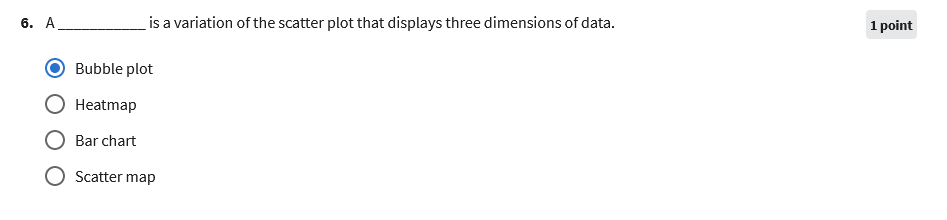 6. A ___________ is a variation of the scatter plot that displays three dimensions of data.
1 point
Bubble plot
Heatmap
Bar chart
Scatter map